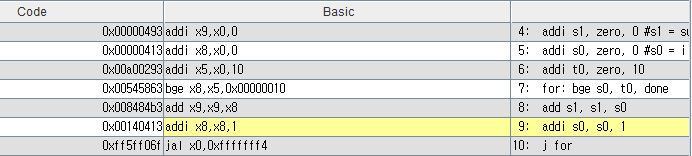 Code Basic
0x00000493 addi x9,x0,0 4: addi s1, zero, 0 #s1 = su
0x00000413 addi x8,x0,0 5: addi s0, zero, 0 #s0 = i
0x00a00293 addi x5,x0,10 6: addi t0, zero, 10
0x00545863 bge x8,x5,0x00000010 7: for: bge s0, t0, done
0x008484b3 add x9,x9,x8 8: add s1, s1, s0
0x00140413 addi x8,x8,1 9: addi s0, s0, 1
0xff5ff06f jal x0,0xfffffff4 10: j for